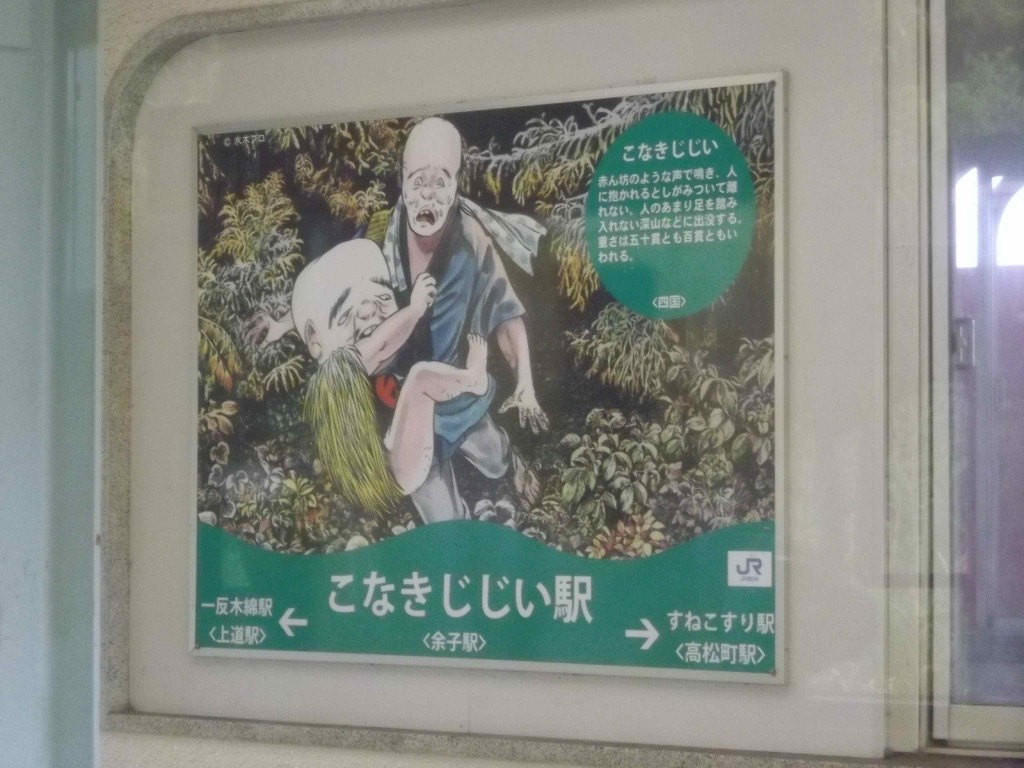 © 水木プロ
こなきじじい
赤ん坊のような声で鳴き、人
に抱かれるとしがみついて離
れない。人のあまり足を踏み
入れない深山などに出没する。
重さは五十貫とも百貫ともい
われる。
〈四国〉
JR
こなきじじい駅
〈余子駅〉
一反木綿駅
〈上道駅〉
←
→
すねこすり駅
〈高松町駅〉